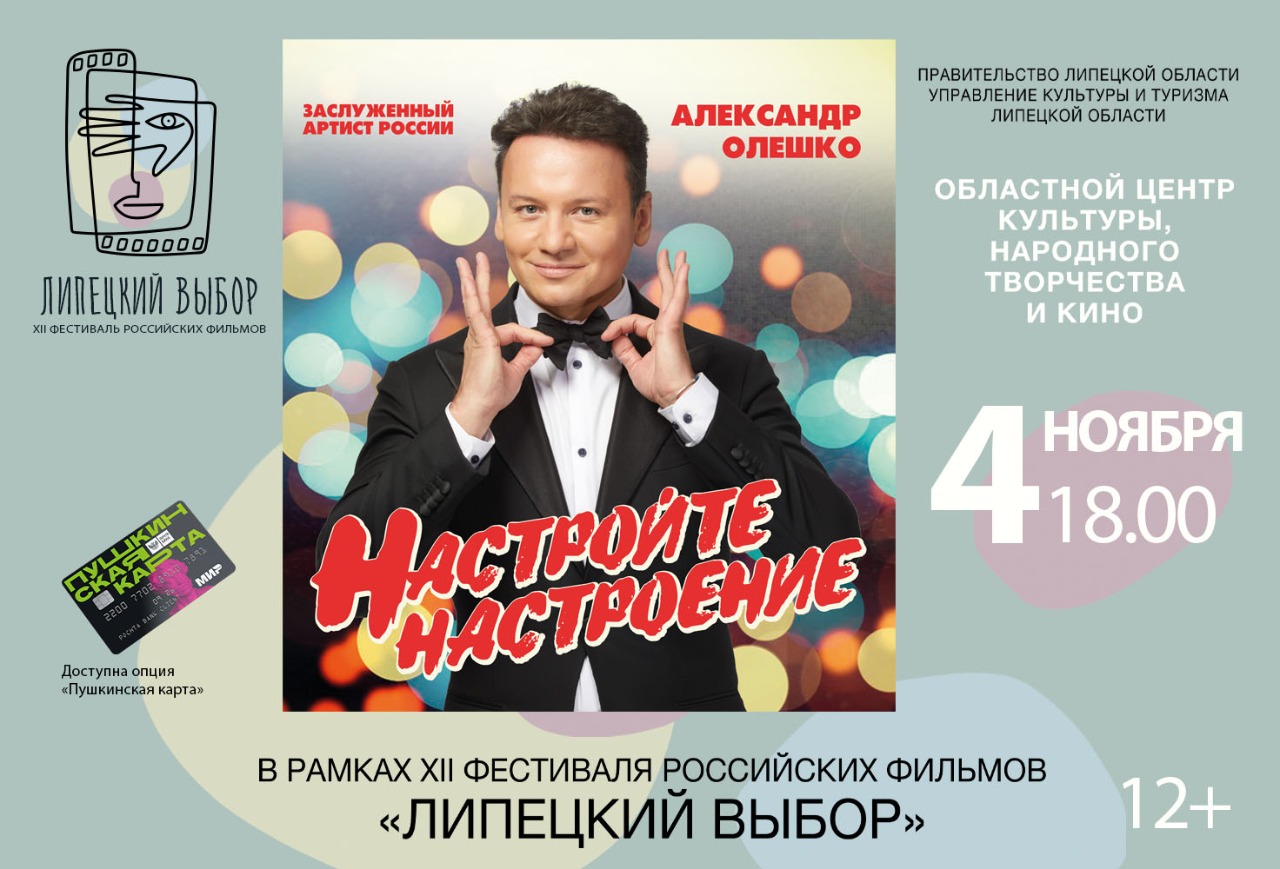 ЛИПЕЦКИЙ ВЫБОР
XII ФЕСТИВАЛЬ РОССИЙСКИХ ФИЛЬМОВ
ЗАСЛУЖЕННЫЙ
АРТИСТ РОССИИ
АЛЕКСАНДР
ОЛЕШКО
НАСТРОЙТЕ
НАСТРОЕНИЕ
ПРАВИТЕЛЬСТВО ЛИПЕЦКОЙ ОБЛАСТИ
УПРАВЛЕНИЕ КУЛЬТУРЫ И ТУРИЗМА
ЛИПЕЦКОЙ ОБЛАСТИ
ОБЛАСТНОЙ ЦЕНТР
КУЛЬТУРЫ,
НАРОДНОГО
ТВОРЧЕСТВА
И КИНО
4 НОЯБРЯ
18.00
ПУШКИН
СКАЯ
КАРТА
МИР
Доступна опция
«Пушкинская карта»
В РАМКАХ XII ФЕСТИВАЛЯ РОССИЙСКИХ ФИЛЬМОВ
«ЛИПЕЦКИЙ ВЫБОР»
12+